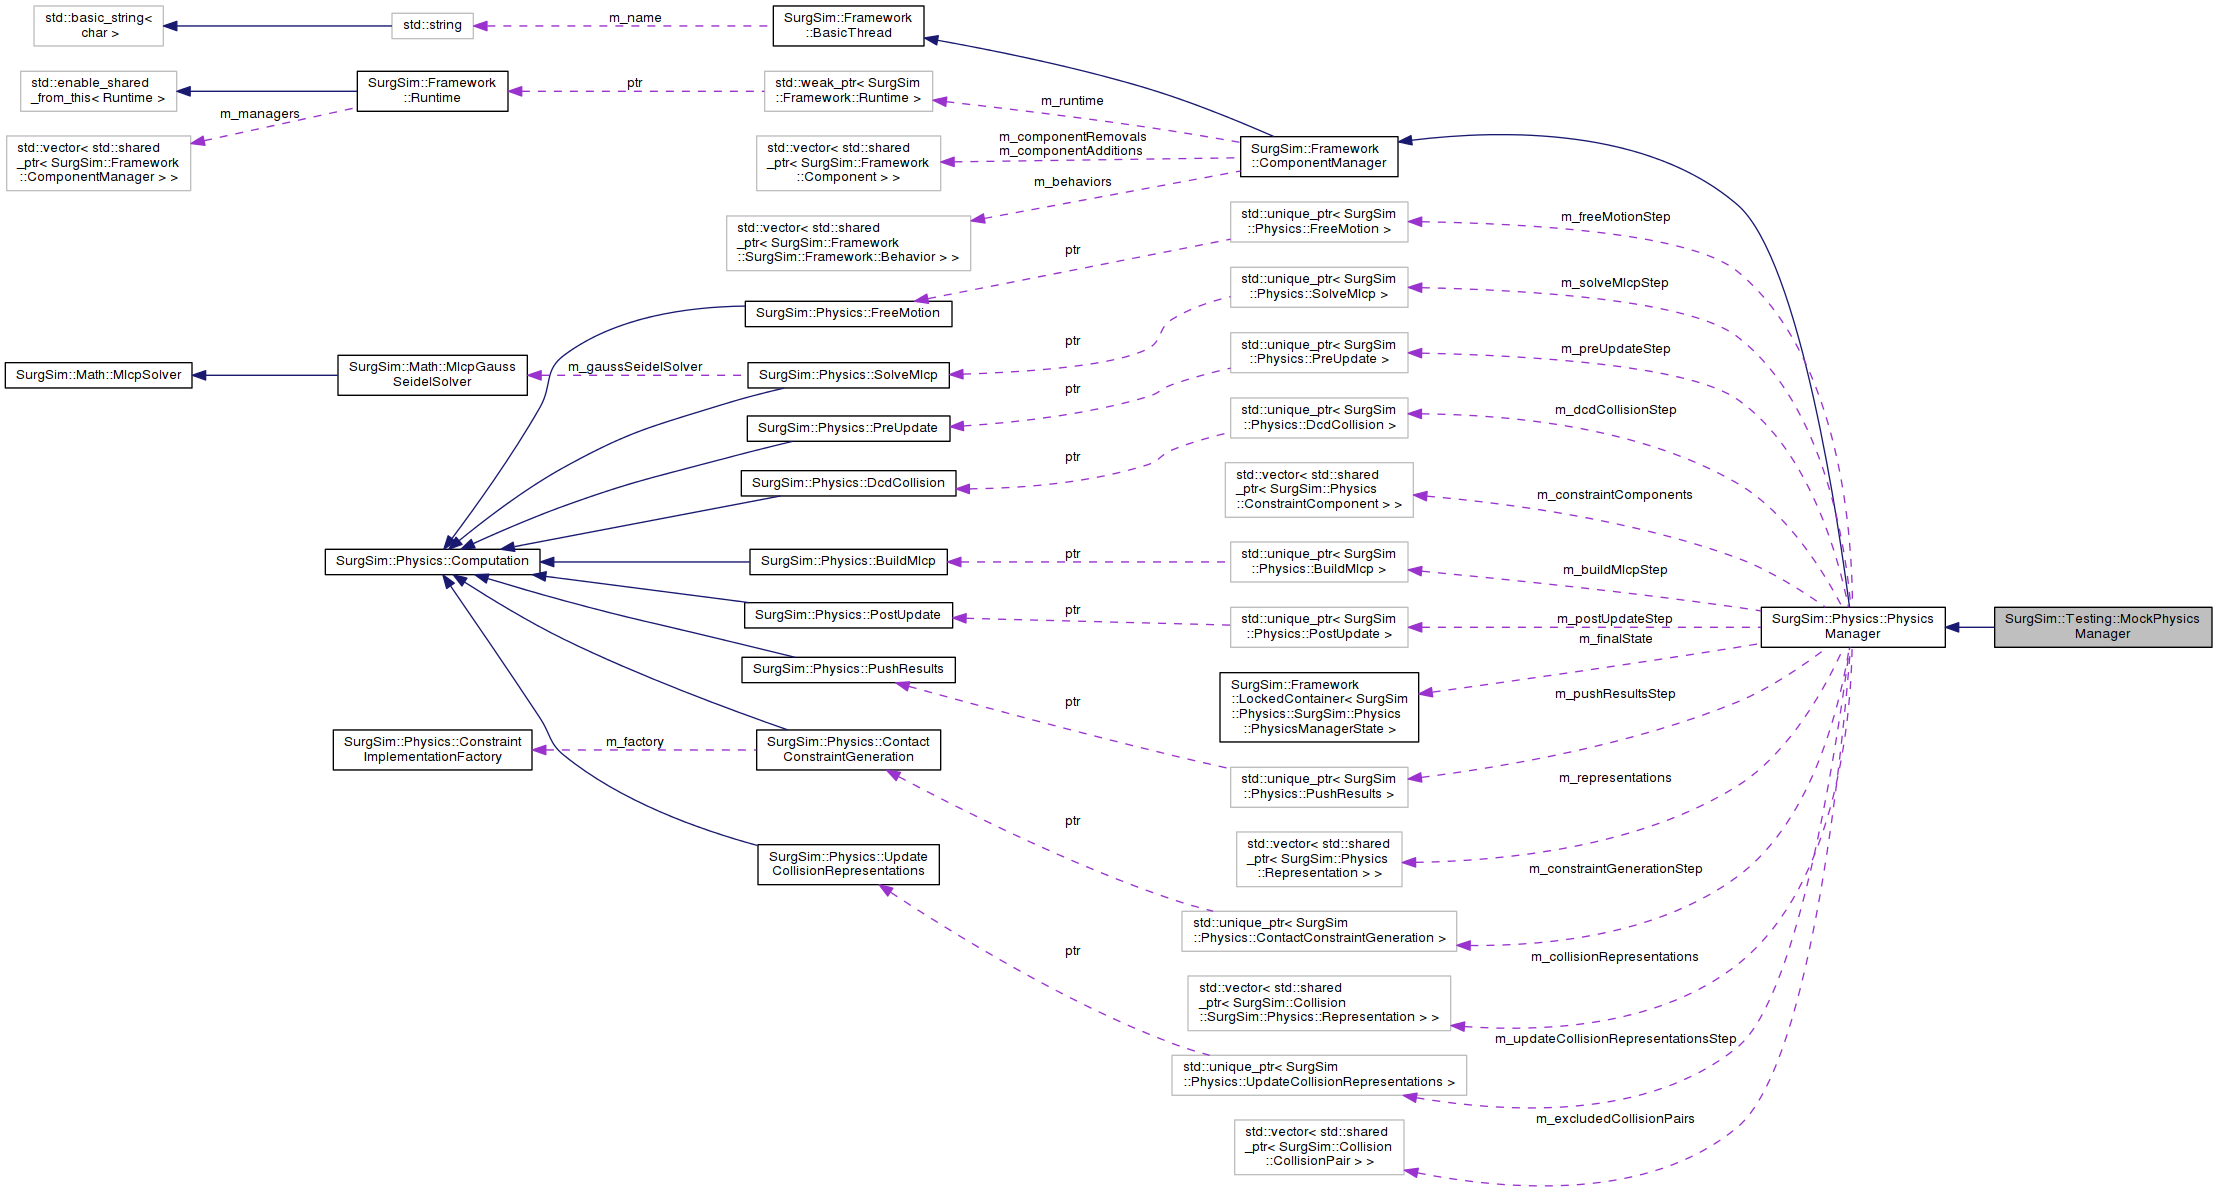 std::basic_string<
char >
std::string
m_name
SurgSim::Framework
::BasicThread
std::enable_shared
_from_this< Runtime >
SurgSim::Framework
::Runtime
ptr
std::weak_ptr< SurgSim
::Framework::Runtime >
m_runtime
m_managers
std::vector< std::shared
_ptr< SurgSim::Framework
::ComponentManager > >
std::vector< std::shared
_ptr< SurgSim::Framework
::Component > >
m_componentRemovals
m_componentAdditions
SurgSim::Framework
::ComponentManager
m_behaviors
std::vector< std::shared
_ptr< SurgSim::Framework
::SurgSim::Framework::Behavior > >
std::unique_ptr< SurgSim
::Physics::FreeMotion >
m_freeMotionStep
ptr
std::unique_ptr< SurgSim
::Physics::SolveMlcp >
m_solveMlcpStep
SurgSim::Physics::FreeMotion
ptr
std::unique_ptr< SurgSim
::Physics::PreUpdate >
m_preUpdateStep
SurgSim::Math::MlcpSolver
SurgSim::Math::MlcpGauss
SeidelSolver
m_gaussSeidelSolver
SurgSim::Physics::SolveMlcp
ptr
std::unique_ptr< SurgSim
::Physics::DcdCollision >
m_dcdCollisionStep
SurgSim::Physics::PreUpdate
ptr
SurgSim::Physics::DcdCollision
std::vector< std::shared
_ptr< SurgSim::Physics
::ConstraintComponent > >
m_constraintComponents
SurgSim::Physics::Computation
SurgSim::Physics::BuildMlcp
ptr
std::unique_ptr< SurgSim
::Physics::BuildMlcp >
m_buildMlcpStep
SurgSim::Physics::PostUpdate
ptr
std::unique_ptr< SurgSim
::Physics::PostUpdate >
m_postUpdateStep
m_finalState
SurgSim::Physics::Physics
Manager
SurgSim::Testing::MockPhysics
Manager
SurgSim::Physics::PushResults
SurgSim::Framework
::LockedContainer< SurgSim
::Physics::SurgSim::Physics
::PhysicsManagerState >
m_pushResultsStep
ptr
SurgSim::Physics::Constraint
ImplementationFactory
m_factory
SurgSim::Physics::Contact
ConstraintGeneration
std::unique_ptr< SurgSim
::Physics::PushResults >
m_representations
ptr
std::vector< std::shared
_ptr< SurgSim::Physics
::Representation > >
m_constraintGenerationStep
SurgSim::Physics::Update
CollisionRepresentations
std::unique_ptr< SurgSim
::Physics::ContactConstraintGeneration >
ptr
m_collisionRepresentations
std::vector< std::shared
_ptr< SurgSim::Collision
::SurgSim::Physics::Representation > >
m_updateCollisionRepresentationsStep
std::unique_ptr< SurgSim
::Physics::UpdateCollisionRepresentations >
m_excludedCollisionPairs
std::vector< std::shared
_ptr< SurgSim::Collision
::CollisionPair > >